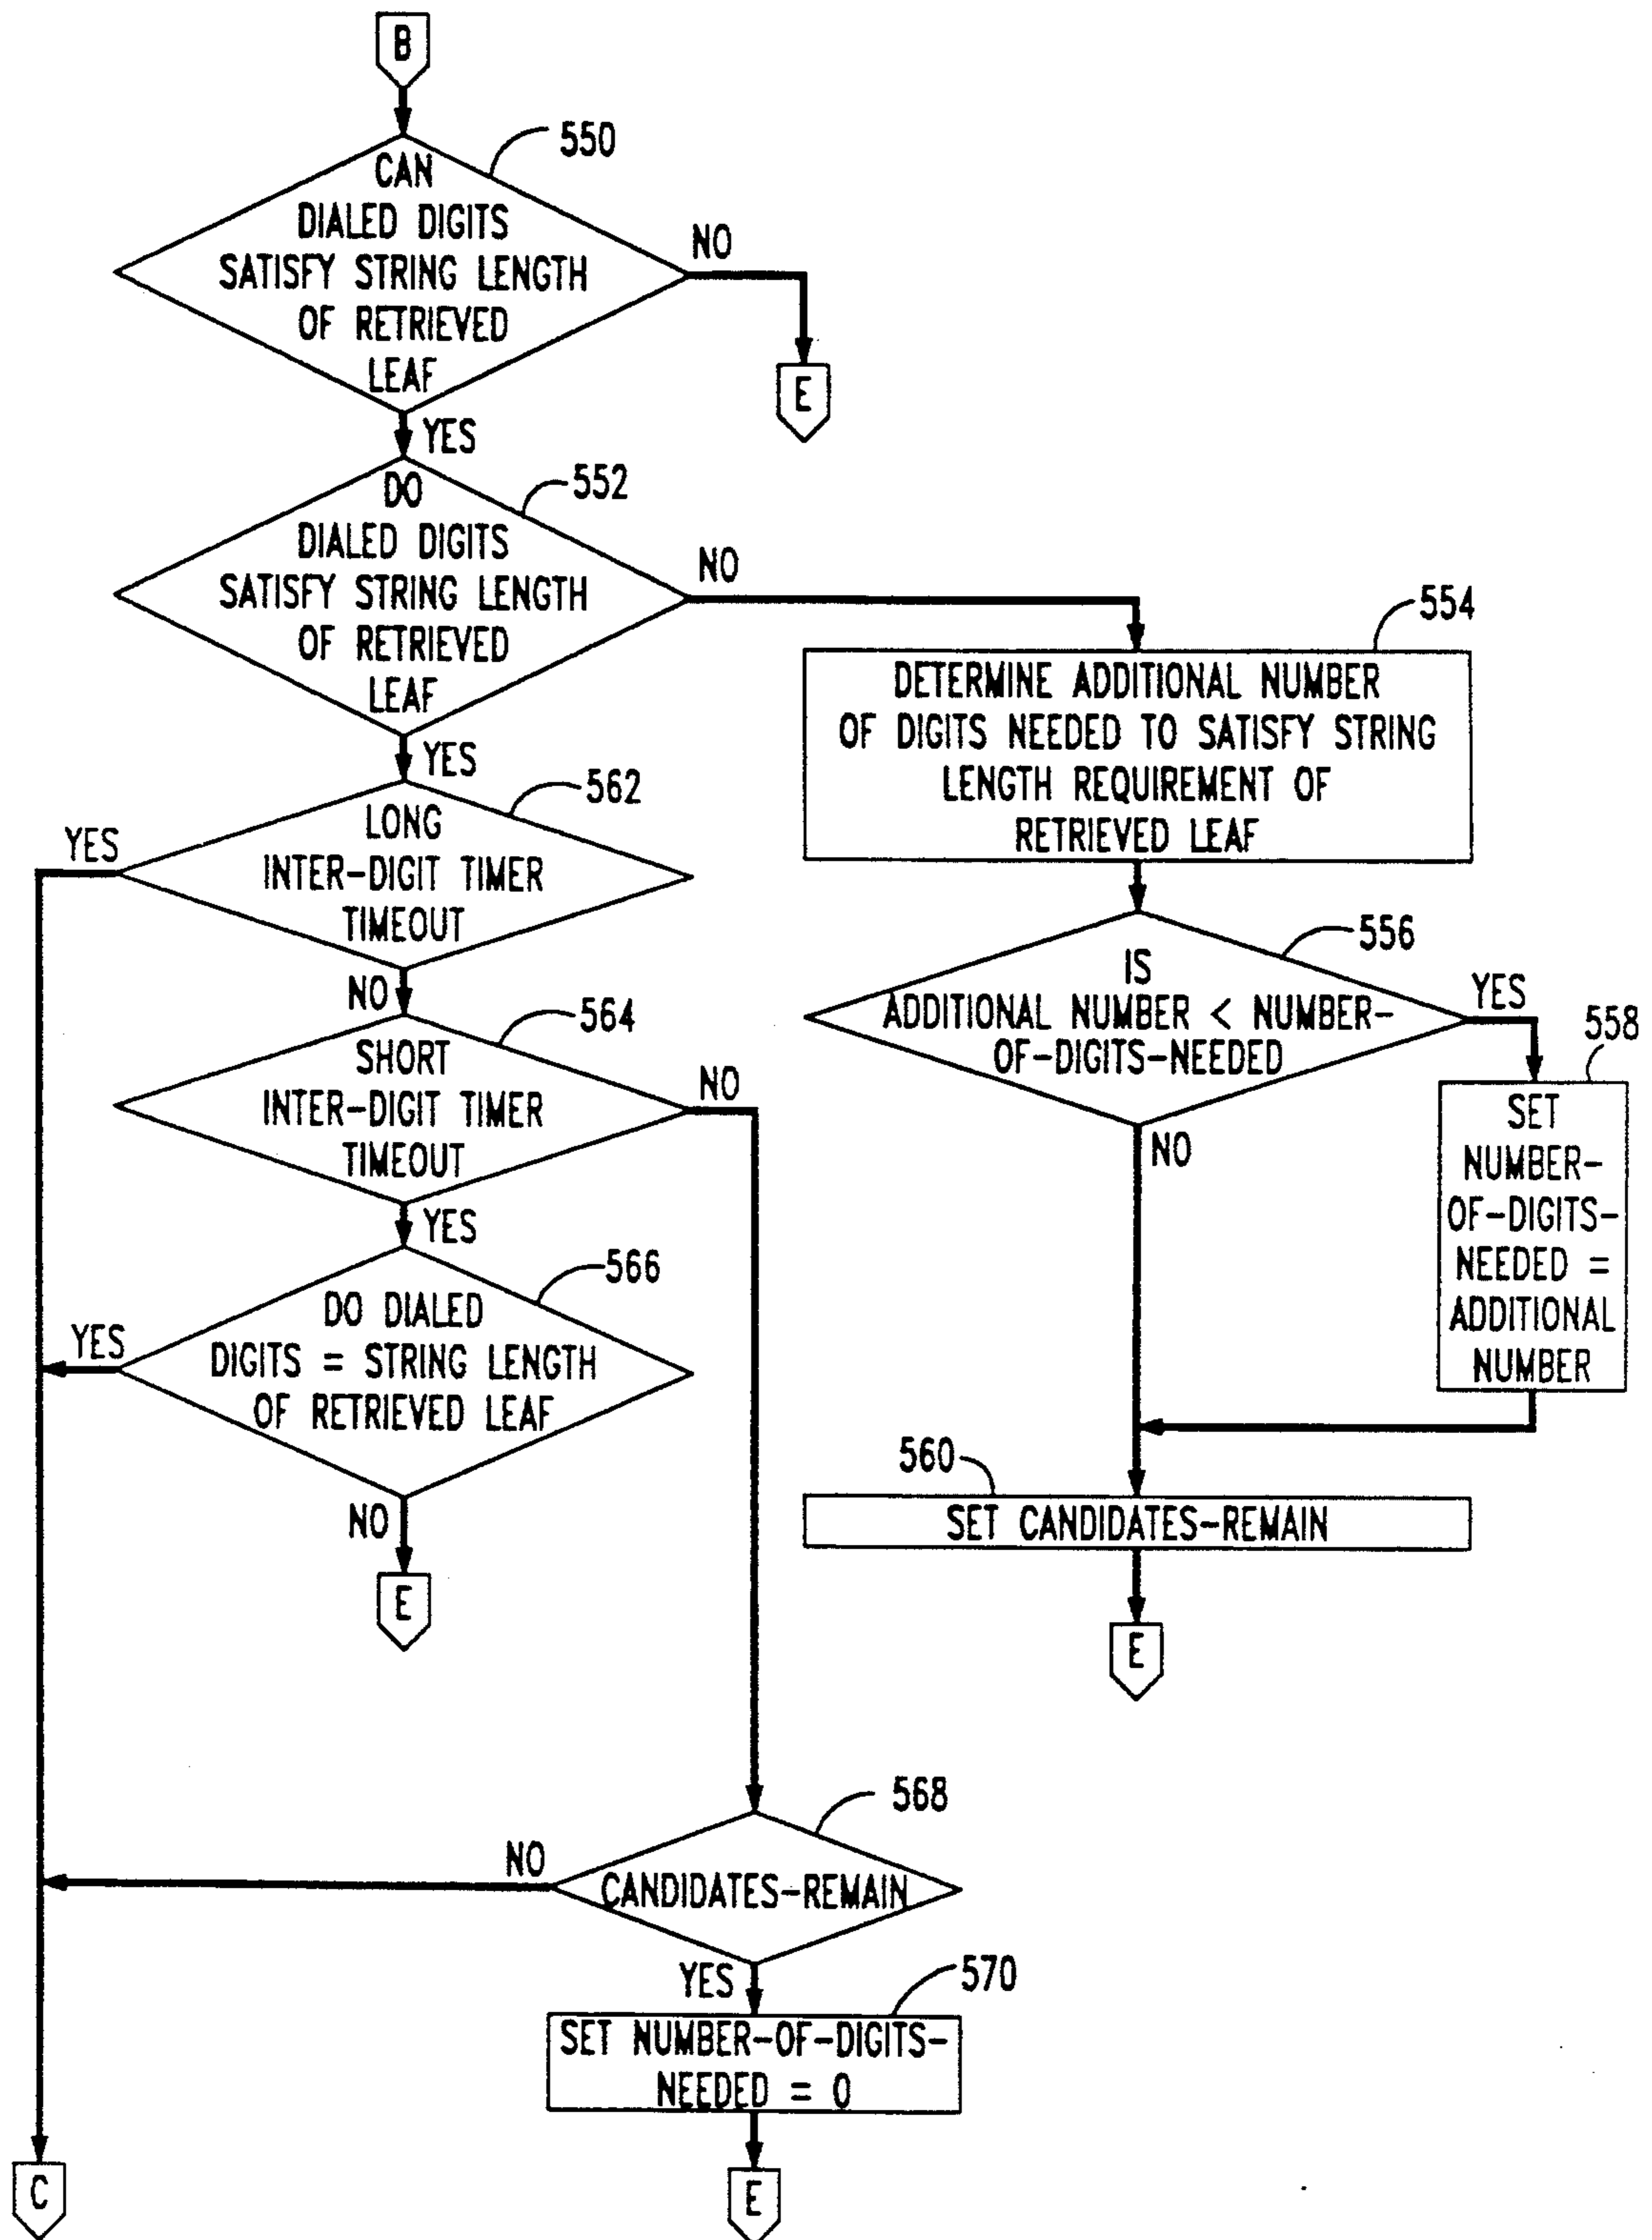 B
550
CAN
DIALED DIGITS
SATISFY STRING LENGTH
OF RETRIEVED
LEAF
NO
E
YES
552
DO
DIALED DIGITS
SATISFY STRING LENGTH
OF RETRIEVED
LEAF
NO
554
DETERMINE ADDITIONAL NUMBER
OF DIGITS NEEDED TO SATISFY STRING
LENGTH REQUIREMENT OF
RETRIEVED LEAF
YES
562
LONG
INTER-DIGIT TIMER
TIMEOUT
YES
NO
556
IS
ADDITIONAL NUMBER < NUMBER-
OF-DIGITS-NEEDED
YES
NO
558
SET
NUMBER-
OF-DIGITS-
NEEDED =
ADDITIONAL
NUMBER
564
SHORT
INTER-DIGIT TIMER
TIMEOUT
NO
YES
566
DO DIALED
DIGITS = STRING LENGTH
OF RETRIEVED LEAF
YES
NO
E
560
SET CANDIDATES-REMAIN
E
568
CANDIDATES-REMAIN
NO
YES
570
SET NUMBER-OF-DIGITS-
NEEDED = 0
C
E